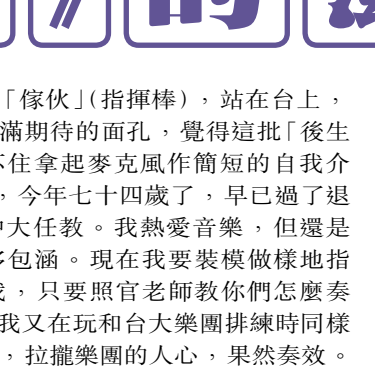 的
「傢伙」(指揮棒)，站在台上，
滿期待的面孔，覺得這批「後生
住拿起麥克風作簡短的自我介
，今年七十四歲了，早已過了退
大任教。我熱愛音樂，但還是
包涵。現在我要裝模做樣地指
，只要照官老師教你們怎麼奏
我又在玩和台大樂團排練時同樣
，拉攏樂團的人心，果然奏效。